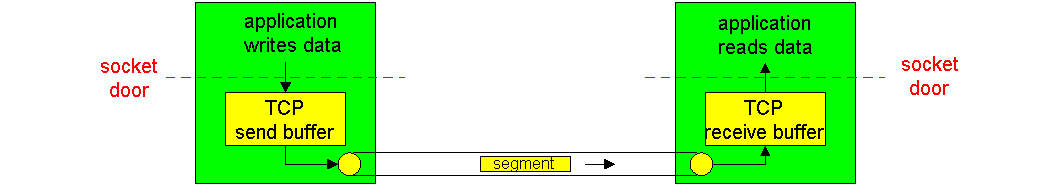 application
writes data
socket
door
TCP
send buffer
segment
application
reads data
socket
door
TCP
receive buffer